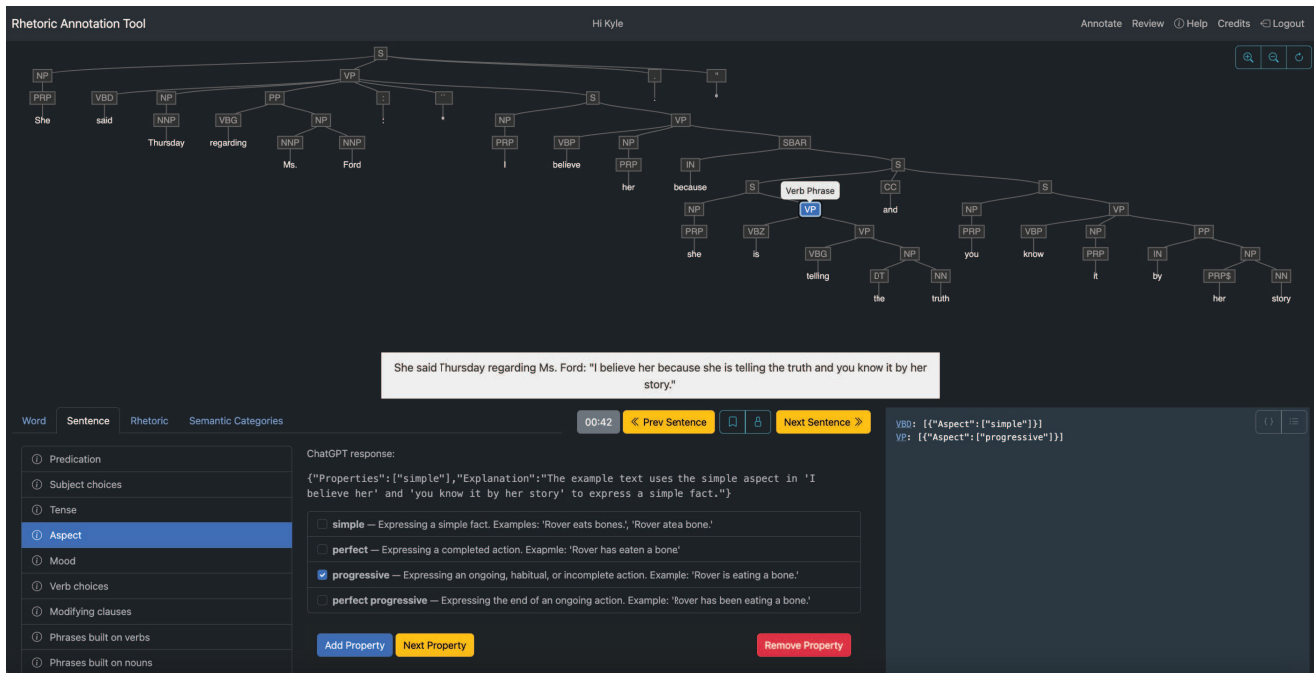 Rhetoric Annotation Tool Hi Kyle Annotate Review Help Credits Logout
S
NP VP . "
PRP VBD NP PP : `` S .
She said NNP VBG NP : NP VP
Thursday regarding NNP NNP PRP VBP NP SBAR
Ms. Ford I believe PRP IN S
her because S Verb Phrase CC S
NP VP and NP VP
PRP VBZ VP PRP VBP NP PP
she is VBG NP you know PRP IN NP
telling DT NN it by PRP$ NN
the truth her story
She said Thursday regarding Ms. Ford: "I believe her because she is telling the truth and you know it by her
story."
Word Sentence Rhetoric Semantic Categories 00:42 Prev Sentence Next Sentence
VBD: [{"Aspect":["simple"]}]
VP: [{"Aspect":["progressive"]}]
Predication
Subject choices
Tense
Aspect
Mood
Verb choices
Modifying clauses
Phrases built on verbs
Phrases built on nouns
ChatGPT response:
{"Properties":["simple"],"Explanation":"The example text uses the simple aspect in 'I
believe her' and 'you know it by her story' to express a simple fact."}
simple — Expressing a simple fact. Examples: 'Rover eats bones.', 'Rover atea bone.'
perfect — Expressing a completed action. Exapmle: 'Rover has eaten a bone'
progressive — Expressing an ongoing, habitual, or incomplete action. Example: 'Rover is eating a bone.'
perfect progressive — Expressing the end of an ongoing action. Example: 'Rover has been eating a bone.'
Add Property Next Property Remove Property